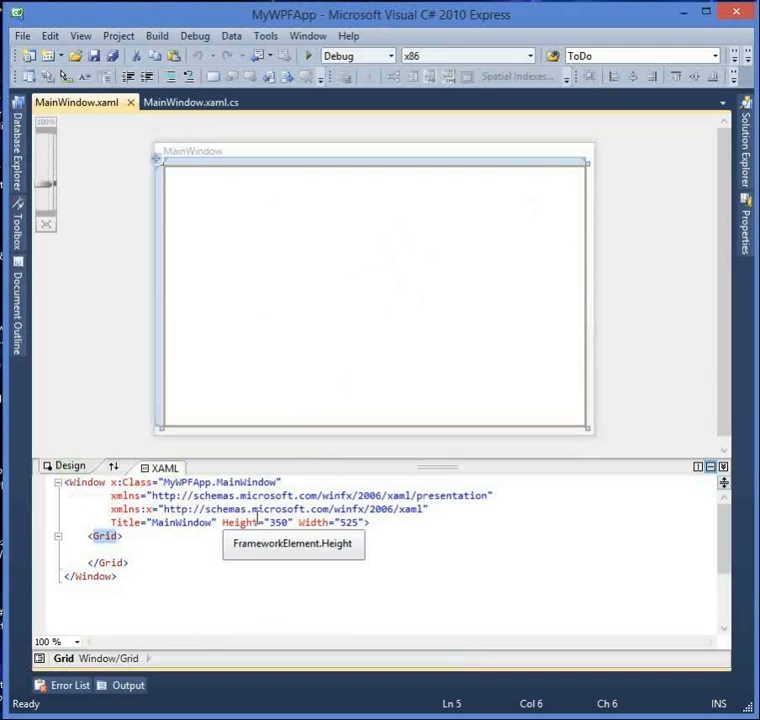 MyWPFApp - Microsoft Visual C# 2010 Express
File Edit View Project Build Debug Data Tools Window Help
Debug x86 ToDo
Spatial Indexes...
MainWindow.xaml MainWindow.xaml.cs
Database Explorer
Toolbox
Document Outline
100%
MainWindow
Solution Explorer
Properties
Design XAML
<Window x:Class="MyWPFApp.MainWindow"
xmlns="http://schemas.microsoft.com/winfx/2006/xaml/presentation"
xmlns:x="http://schemas.microsoft.com/winfx/2006/xaml"
Title="MainWindow" Height="350" Width="525">
<Grid>
FrameworkElement.Height
</Grid>
</Window>
100 %
Grid Window/Grid
Error List Output
Ready Ln 5 Col 6 Ch 6 INS